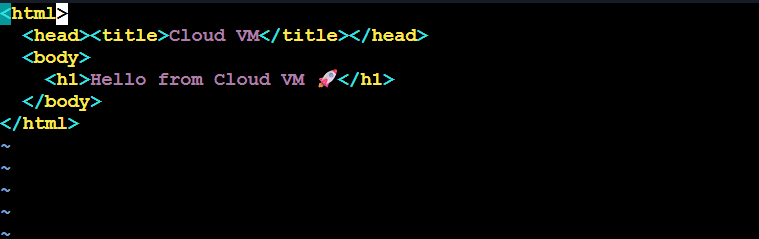 <html>
  <head><title>Cloud VM</title></head>
  <body>
    <h1>Hello from Cloud VM 🚀</h1>
  </body>
</html>
~
~
~
~
~